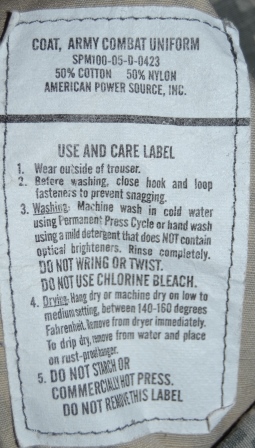 COAT, ARMY COMBAT UNIFORM
SPM100-05-D-0423
50% COTTON 50% NYLON
AMERICAN POWER SOURCE, INC.
USE AND CARE LABEL
1. Wear outside of trouser.
2. Before washing, close hook and loop
fasteners to prevent snagging.
3. Washing: Machine wash in cold water
using Permanent Press Cycle or hand wash
using a mild detergent that does NOT contain
optical brighteners. Rinse completely.
DO NOT WRING OR TWIST.
DO NOT USE CHLORINE BLEACH.
4. Drying: Hang dry or machine dry on low to
medium setting, between 140-160 degrees
Fahrenheit. Remove from dryer immediately.
To drip dry, remove from water and place
on rust-proof hanger.
5. DO NOT STARCH OR
COMMERCIALLY HOT PRESS.
DO NOT REMOVE THIS LABEL